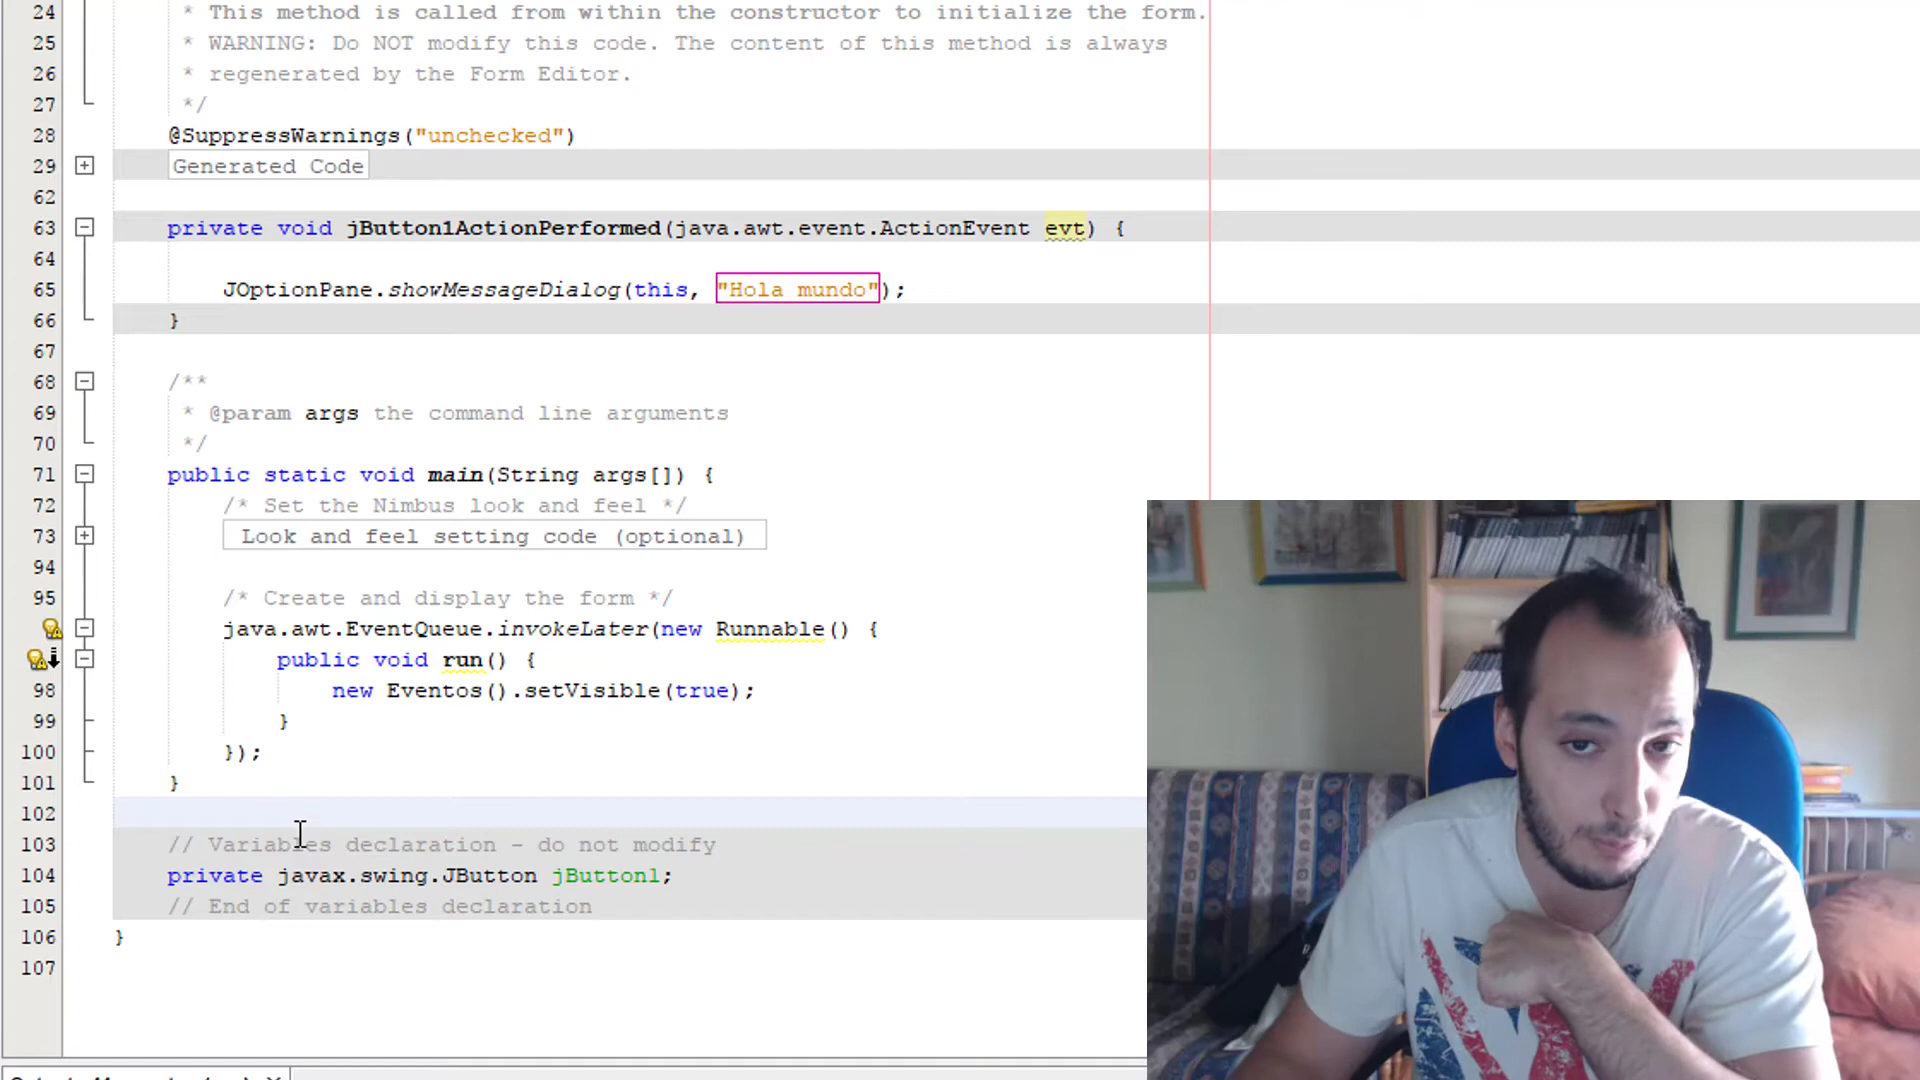 24 * This method is called from within the constructor to initialize the form.
25 * WARNING: Do NOT modify this code. The content of this method is always
26 * regenerated by the Form Editor.
27 */
28 @SuppressWarnings("unchecked")
29 Generated Code
62
63 private void jButton1ActionPerformed(java.awt.event.ActionEvent evt) {
64
65 JOptionPane.showMessageDialog(this, "Hola mundo");
66 }
67
68 /**
69 * @param args the command line arguments
70 */
71 public static void main(String args[]) {
72 /* Set the Nimbus look and feel */
73 Look and feel setting code (optional)
94
95 /* Create and display the form */
java.awt.EventQueue.invokeLater(new Runnable() {
public void run() {
98 new Eventos().setVisible(true);
99 }
100 });
101 }
102
103 // Variables declaration - do not modify
104 private javax.swing.JButton jButton1;
105 // End of variables declaration
106 }
107